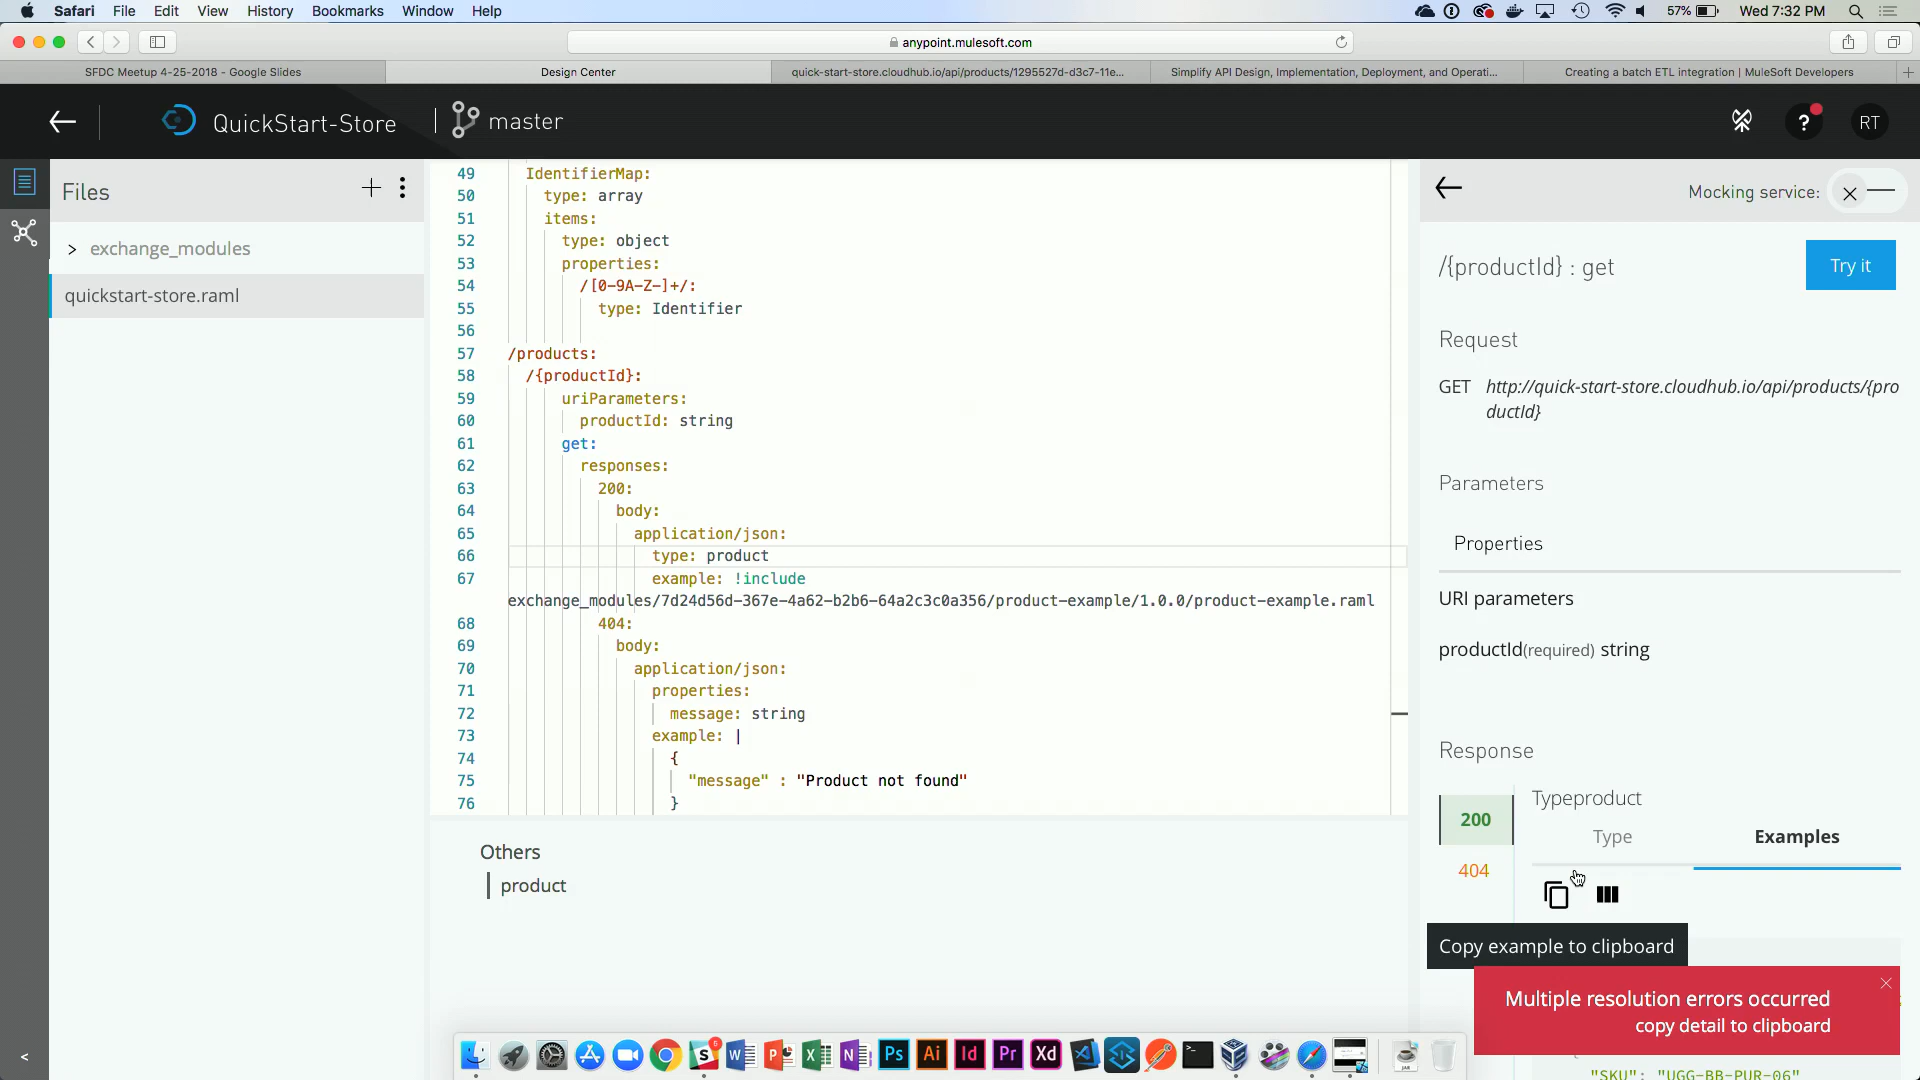 Safari File Edit View History Bookmarks Window Help
57% Wed 7:32 PM
anypoint.mulesoft.com
SFDC Meetup 4-25-2018 - Google Slides
Design Center
quick-start-store.cloudhub.io/api/products/1295527d-d3c7-11e...
Simplify API Design, Implementation, Deployment, and Operati...
Creating a batch ETL integration | MuleSoft Developers
QuickStart-Store
master
?
RT
Files
exchange_modules
quickstart-store.raml
49 IdentifierMap:
50 type: array
51 items:
52 type: object
53 properties:
54 /[0-9A-Z-]+/:
55 type: Identifier
56
57 /products:
58 /{productId}:
59 uriParameters:
60 productId: string
61 get:
62 responses:
63 200:
64 body:
65 application/json:
66 type: product
67 example: !include
exchange_modules/7d24d56d-367e-4a62-b2b6-64a2c3c0a356/product-example/1.0.0/product-example.raml
68 404:
69 body:
70 application/json:
71 properties:
72 message: string
73 example: |
74 {
75 "message" : "Product not found"
76 }
Others
product
Mocking service:
/{productId} : get
Try it
Request
GET http://quick-start-store.cloudhub.io/api/products/{pro
ductId}
Parameters
Properties
URI parameters
productId(required) string
Response
200
404
Typeproduct
Type
Examples
Copy example to clipboard
Multiple resolution errors occurred
copy detail to clipboard
"SKU": "UGG-BB-PUR-06"
S 6 W P X N Ps Ai Id Pr Xd
JAR